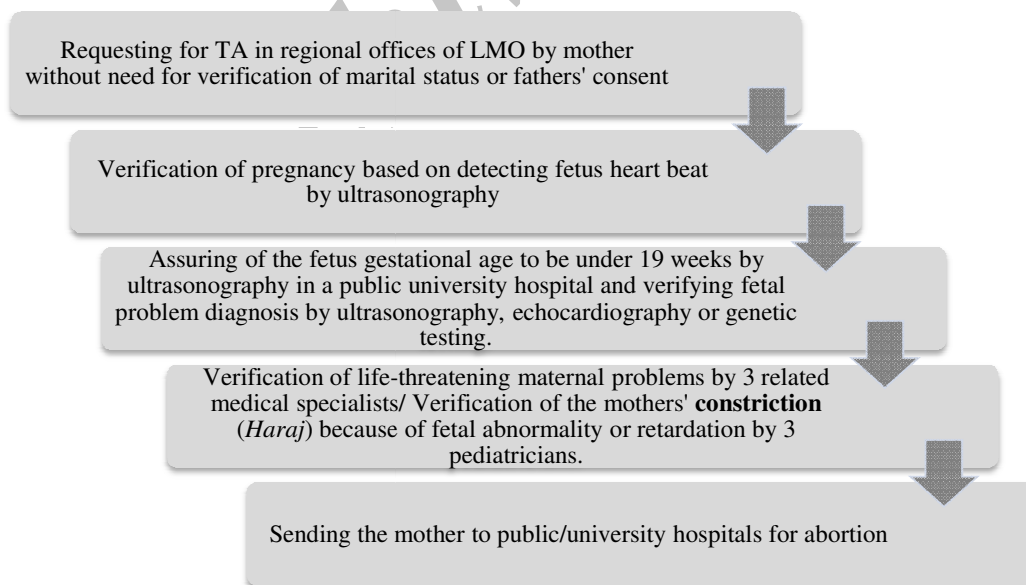 Requesting for TA in regional offices of LMO by mother
without need for verification of marital status or fathers' consent
Verification of pregnancy based on detecting fetus heart beat
by ultrasonography
Assuring of the fetus gestational age to be under 19 weeks by
ultrasonography in a public university hospital and verifying fetal
problem diagnosis by ultrasonography, echocardiography or genetic
testing.
Verification of life-threatening maternal problems by 3 related
medical specialists/ Verification of the mothers' constriction
(Haraj) because of fetal abnormality or retardation by 3
pediatricians.
Sending the mother to public/university hospitals for abortion